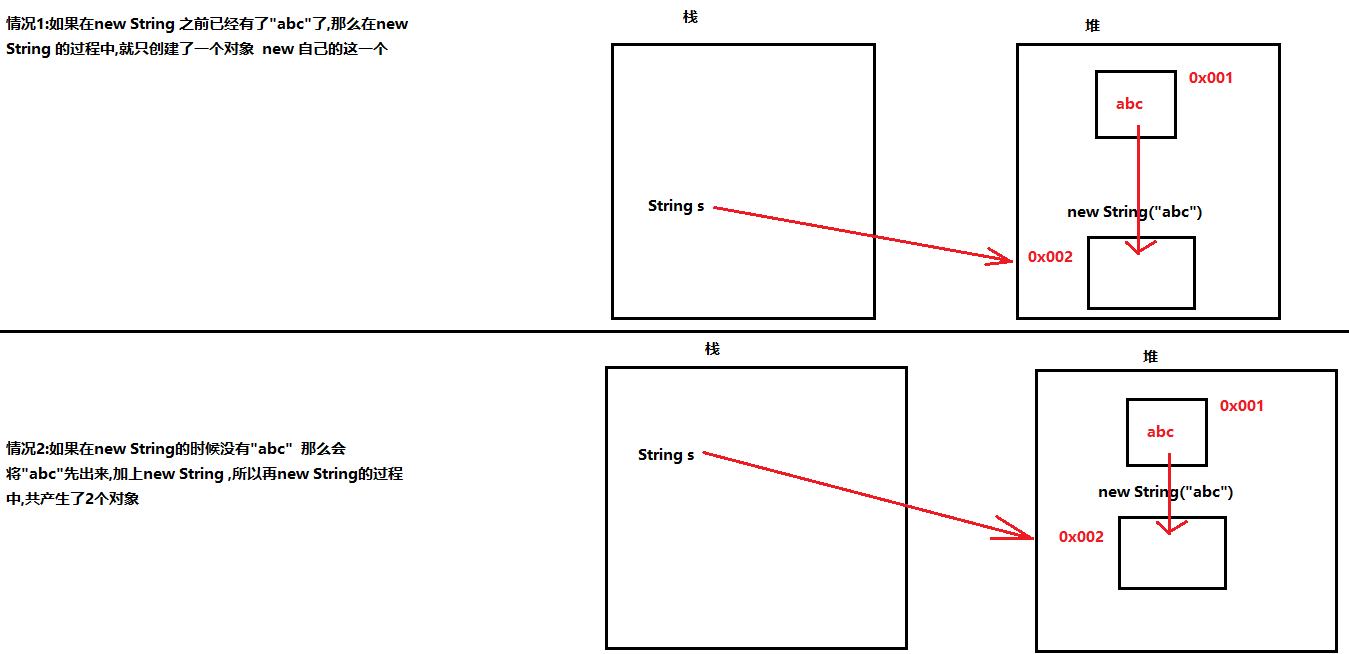 情况1:如果在new String 之前已经有了"abc"了,那么在new
String 的过程中,就只创建了一个对象 new 自己的这一个
栈
堆
0x001
abc
String s
new String("abc")
0x002
栈
堆
0x001
abc
情况2:如果在new String的时候没有"abc" 那么会
将"abc"先出来,加上new String ,所以再new String的过程
中,共产生了2个对象
String s
new String("abc")
0x002